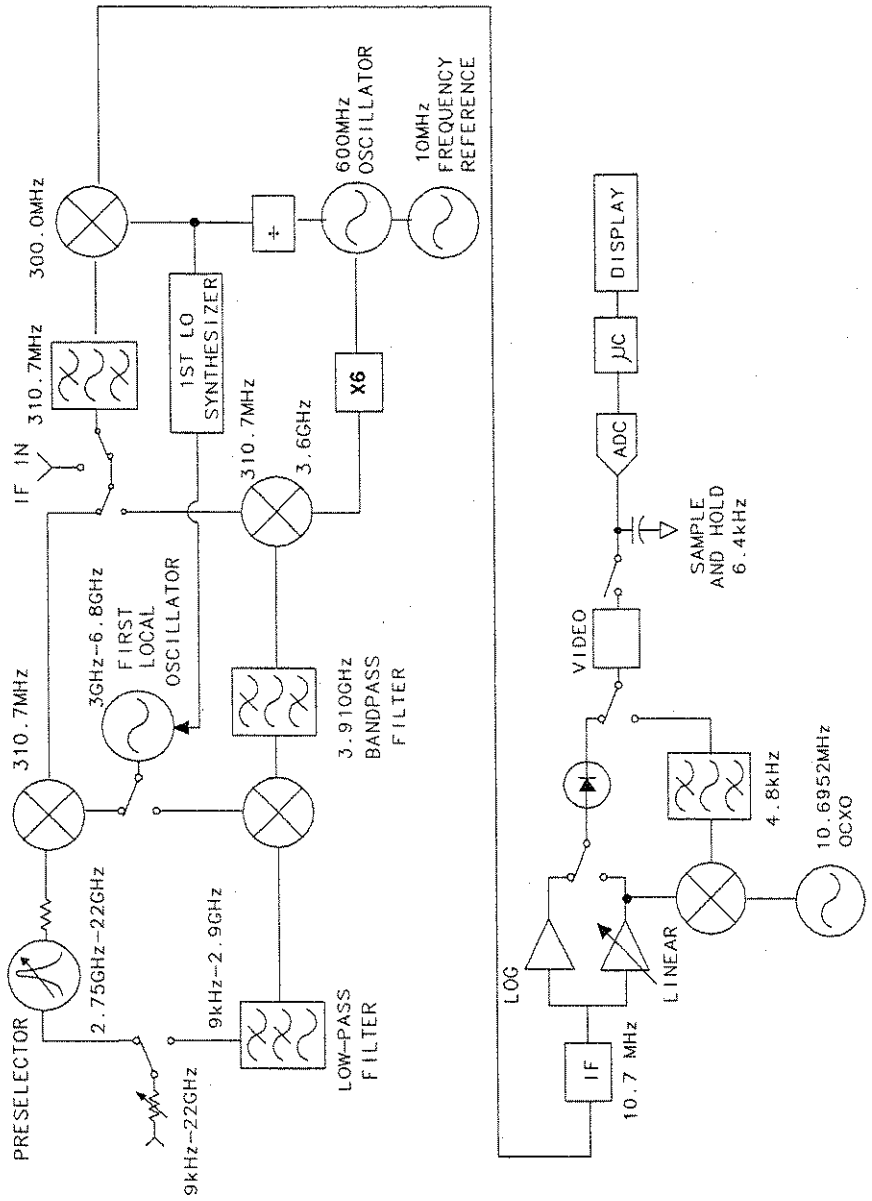 PRESELECTOR
2.75GHz-22GHz
9kHz-22GHz
9kHz-2.9GHz
LOW-PASS
FILTER
310.7MHz
3GHz-6.8GHz
FIRST
LOCAL
OSCILLATOR
3.910GHz
BANDPASS
FILTER
IF IN
310.7MHz
1ST LO
SYNTHESIZER
310.7MHz
3.6GHz
X6
300.0MHz
÷
600MHz
OSCILLATOR
10MHz
FREQUENCY
REFERENCE
IF
10.7 MHz
LOG
LINEAR
4.8kHz
10.6952MHz
OCXO
VIDEO
SAMPLE
AND HOLD
6.4kHz
ADC
µC
DISPLAY